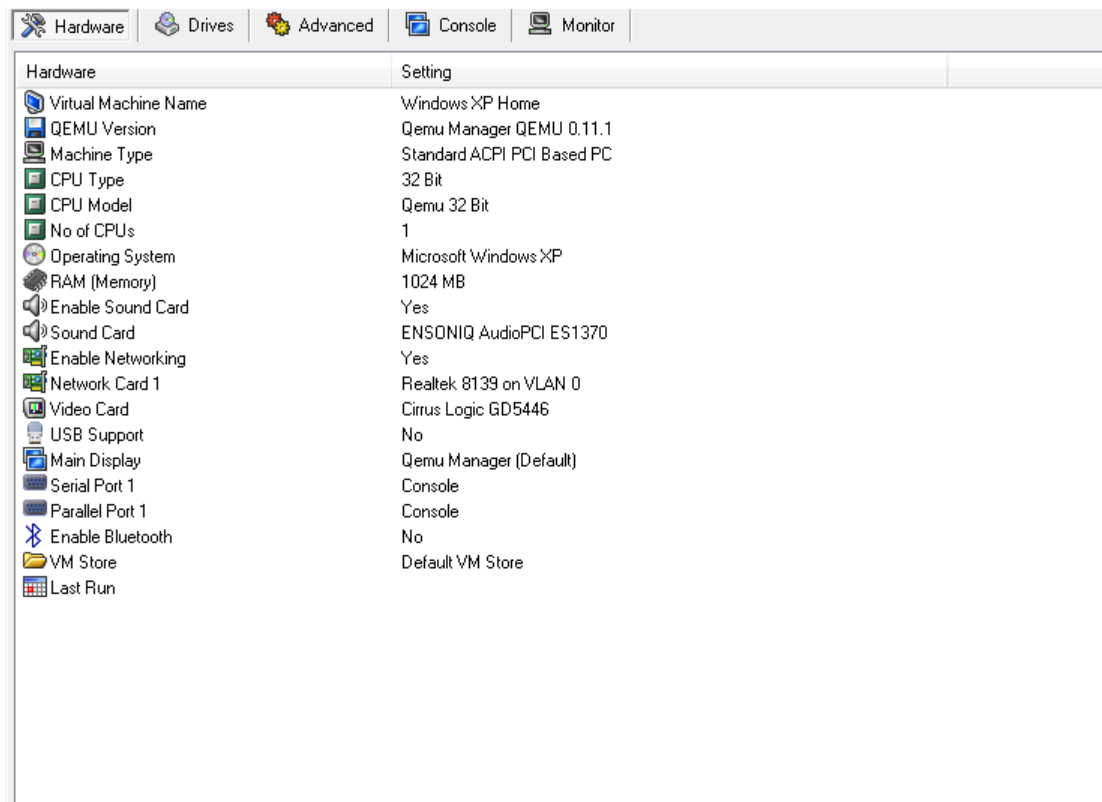 Hardware Drives Advanced Console Monitor
Hardware Setting
Virtual Machine Name Windows XP Home
QEMU Version Qemu Manager QEMU 0.11.1
Machine Type Standard ACPI PCI Based PC
CPU Type 32 Bit
CPU Model Qemu 32 Bit
No of CPUs 1
Operating System Microsoft Windows XP
RAM (Memory) 1024 MB
Enable Sound Card Yes
Sound Card ENSONIQ AudioPCI ES1370
Enable Networking Yes
Network Card 1 Realtek 8139 on VLAN 0
Video Card Cirrus Logic GD5446
USB Support No
Main Display Qemu Manager (Default)
Serial Port 1 Console
Parallel Port 1 Console
Enable Bluetooth No
VM Store Default VM Store
Last Run